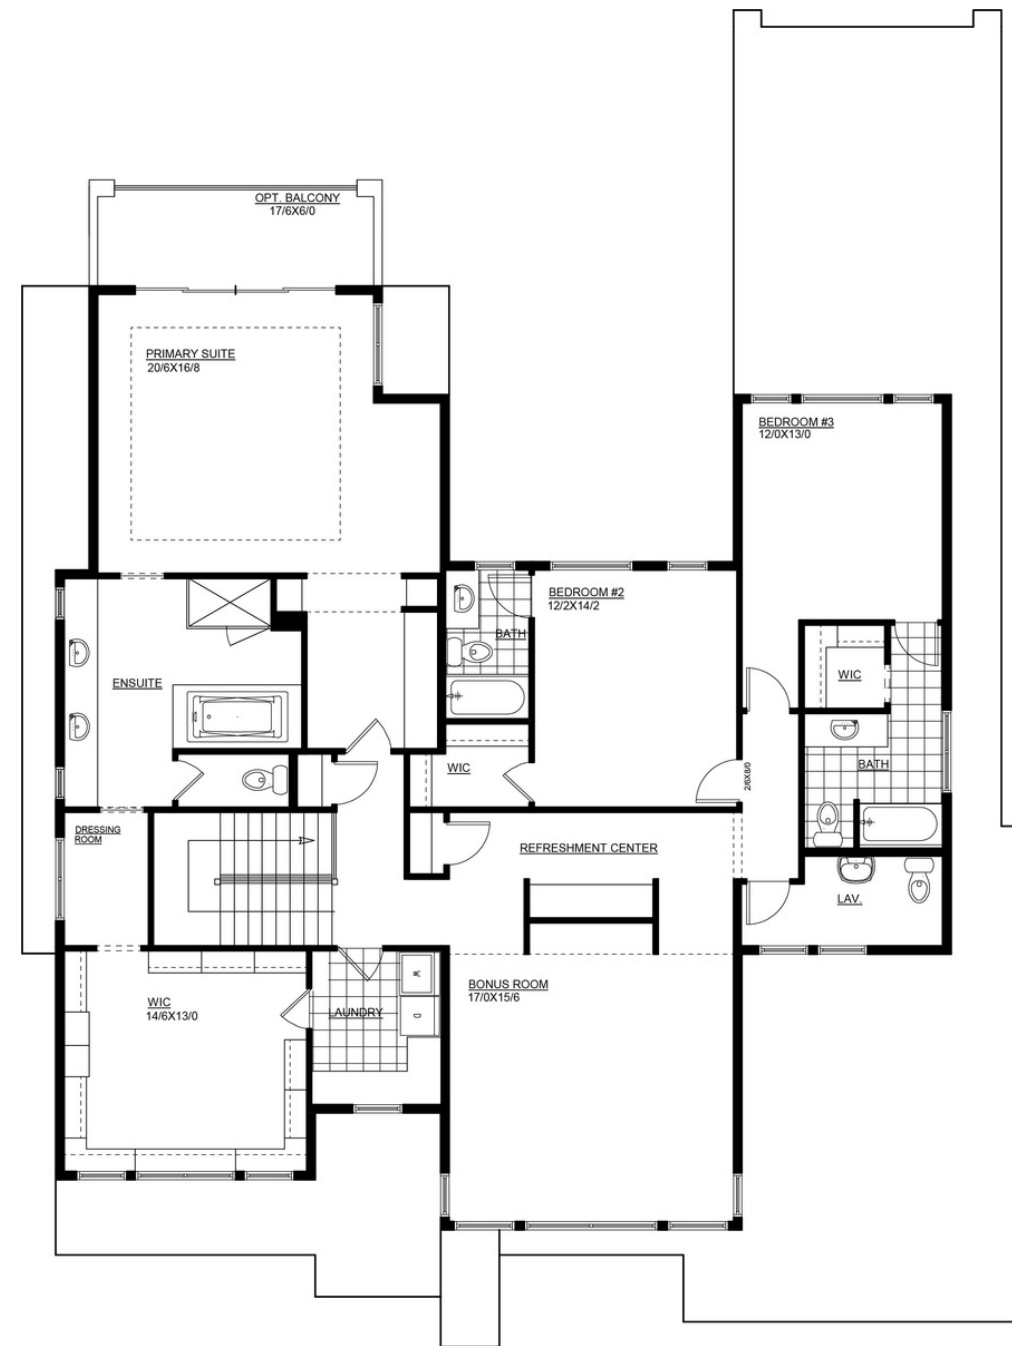 OPT. BALCONY
17/6X6/0
PRIMARY SUITE
20/6X16/8
BEDROOM #3
12/0X13/0
BEDROOM #2
12/2X14/2
BATH
ENSUITE
WIC
WIC
BATH
2/6X8/0
DRESSING
ROOM
REFRESHMENT CENTER
LAV.
WIC
14/6X13/0
LAUNDRY
BONUS ROOM
17/0X15/6